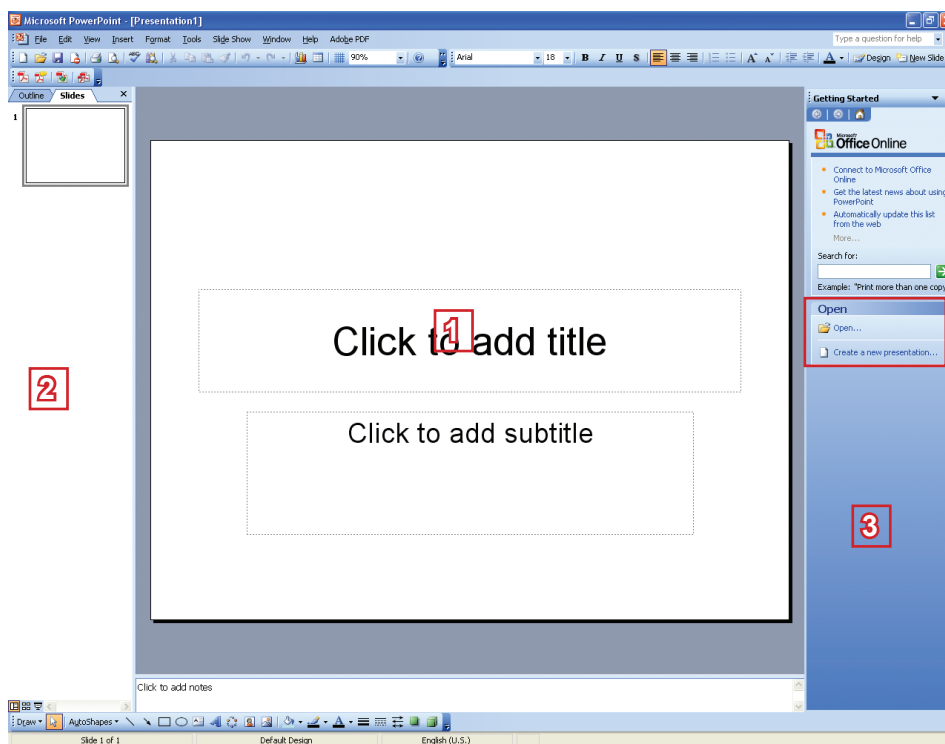 Microsoft PowerPoint - [Presentation1]
File Edit View Insert Format Tools Slide Show Window Help Adobe PDF
Type a question for help
90%
Arial
18
B I U S
A A
A
Design
New Slide
Outline
Slides
1
Getting Started
Microsoft
Office Online
Connect to Microsoft Office
Online
Get the latest news about using
PowerPoint
Automatically update this list
from the web
More...
Search for:
Example: "Print more than one copy
Open
Open...
Create a new presentation...
1
Click to add title
Click to add subtitle
2
3
Click to add notes
Draw
AutoShapes
A
A
Slide 1 of 1
Default Design
English (U.S.)